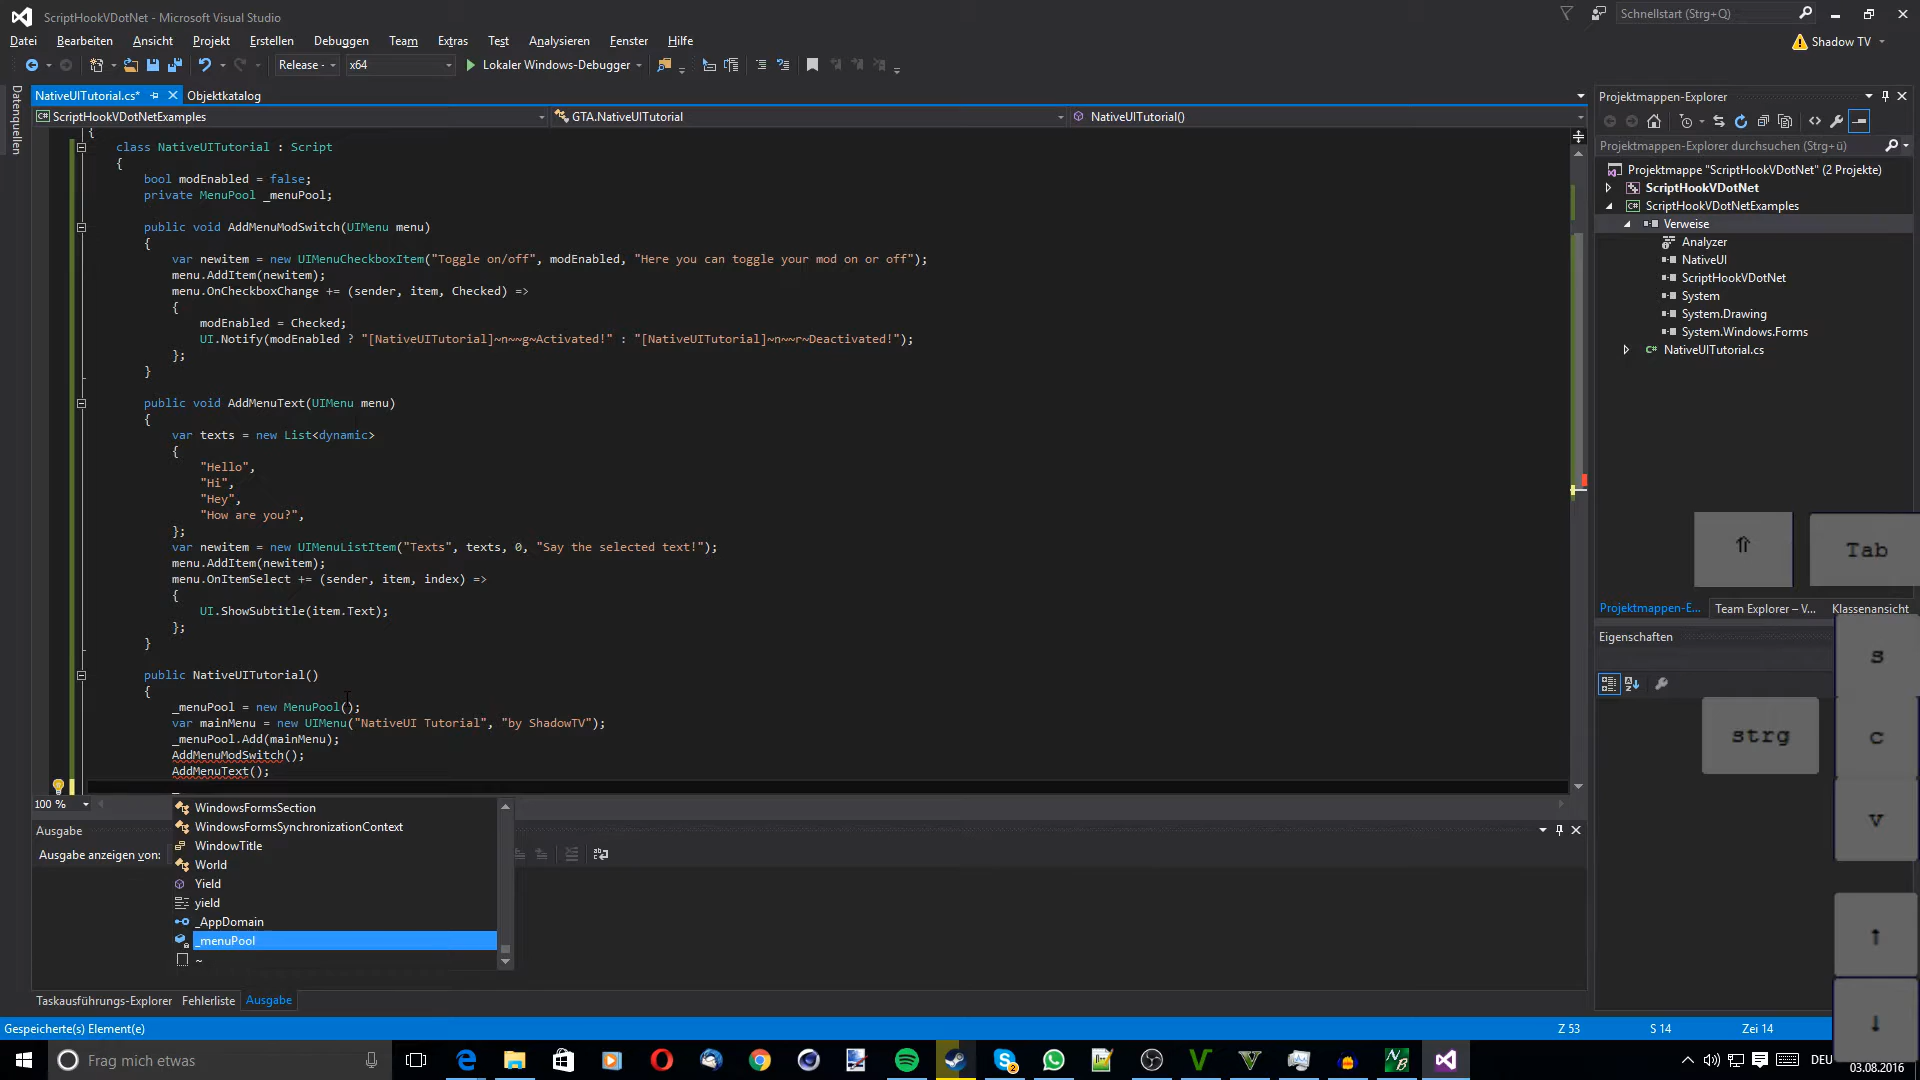 ScriptHookVDotNet - Microsoft Visual Studio
Schnellstart (Strg+Q)
Datei Bearbeiten Ansicht Projekt Erstellen Debuggen Team Extras Test Analysieren Fenster Hilfe
Shadow TV
Release x64 Lokaler Windows-Debugger
Datenquellen
NativeUITutorial.cs* Objektkatalog
ScriptHookVDotNetExamples GTA.NativeUITutorial NativeUITutorial()
{
class NativeUITutorial : Script
{
bool modEnabled = false;
private MenuPool _menuPool;
public void AddMenuModSwitch(UIMenu menu)
{
var newitem = new UIMenuCheckboxItem("Toggle on/off", modEnabled, "Here you can toggle your mod on or off");
menu.AddItem(newitem);
menu.OnCheckboxChange += (sender, item, Checked) =>
{
modEnabled = Checked;
UI.Notify(modEnabled ? "[NativeUITutorial]~n~~g~Activated!" : "[NativeUITutorial]~n~~r~Deactivated!");
};
}
public void AddMenuText(UIMenu menu)
{
var texts = new List<dynamic>
{
"Hello",
"Hi",
"Hey",
"How are you?",
};
var newitem = new UIMenuListItem("Texts", texts, 0, "Say the selected text!");
menu.AddItem(newitem);
menu.OnItemSelect += (sender, item, index) =>
{
UI.ShowSubtitle(item.Text);
};
}
public NativeUITutorial()
{
_menuPool = new MenuPool();
var mainMenu = new UIMenu("NativeUI Tutorial", "by ShadowTV");
_menuPool.Add(mainMenu);
AddMenuModSwitch();
AddMenuText();
_
100 %
WindowsFormsSection
WindowsFormsSynchronizationContext
WindowTitle
World
Yield
yield
_AppDomain
_menuPool
~
Ausgabe
Ausgabe anzeigen von:
Taskausführungs-Explorer Fehlerliste Ausgabe
Projektmappen-Explorer
Projektmappen-Explorer durchsuchen (Strg+ü)
Projektmappe "ScriptHookVDotNet" (2 Projekte)
ScriptHookVDotNet
ScriptHookVDotNetExamples
Verweise
Analyzer
NativeUI
ScriptHookVDotNet
System
System.Drawing
System.Windows.Forms
NativeUITutorial.cs
⇑ Tab
Projektmappen-E... Team Explorer – V... Klassenansicht
Eigenschaften
s
strg c
v
↑
↓
Gespeicherte(s) Element(e) Z 53 S 14 Zei 14
Frag mich etwas
2
DEU
03.08.2016